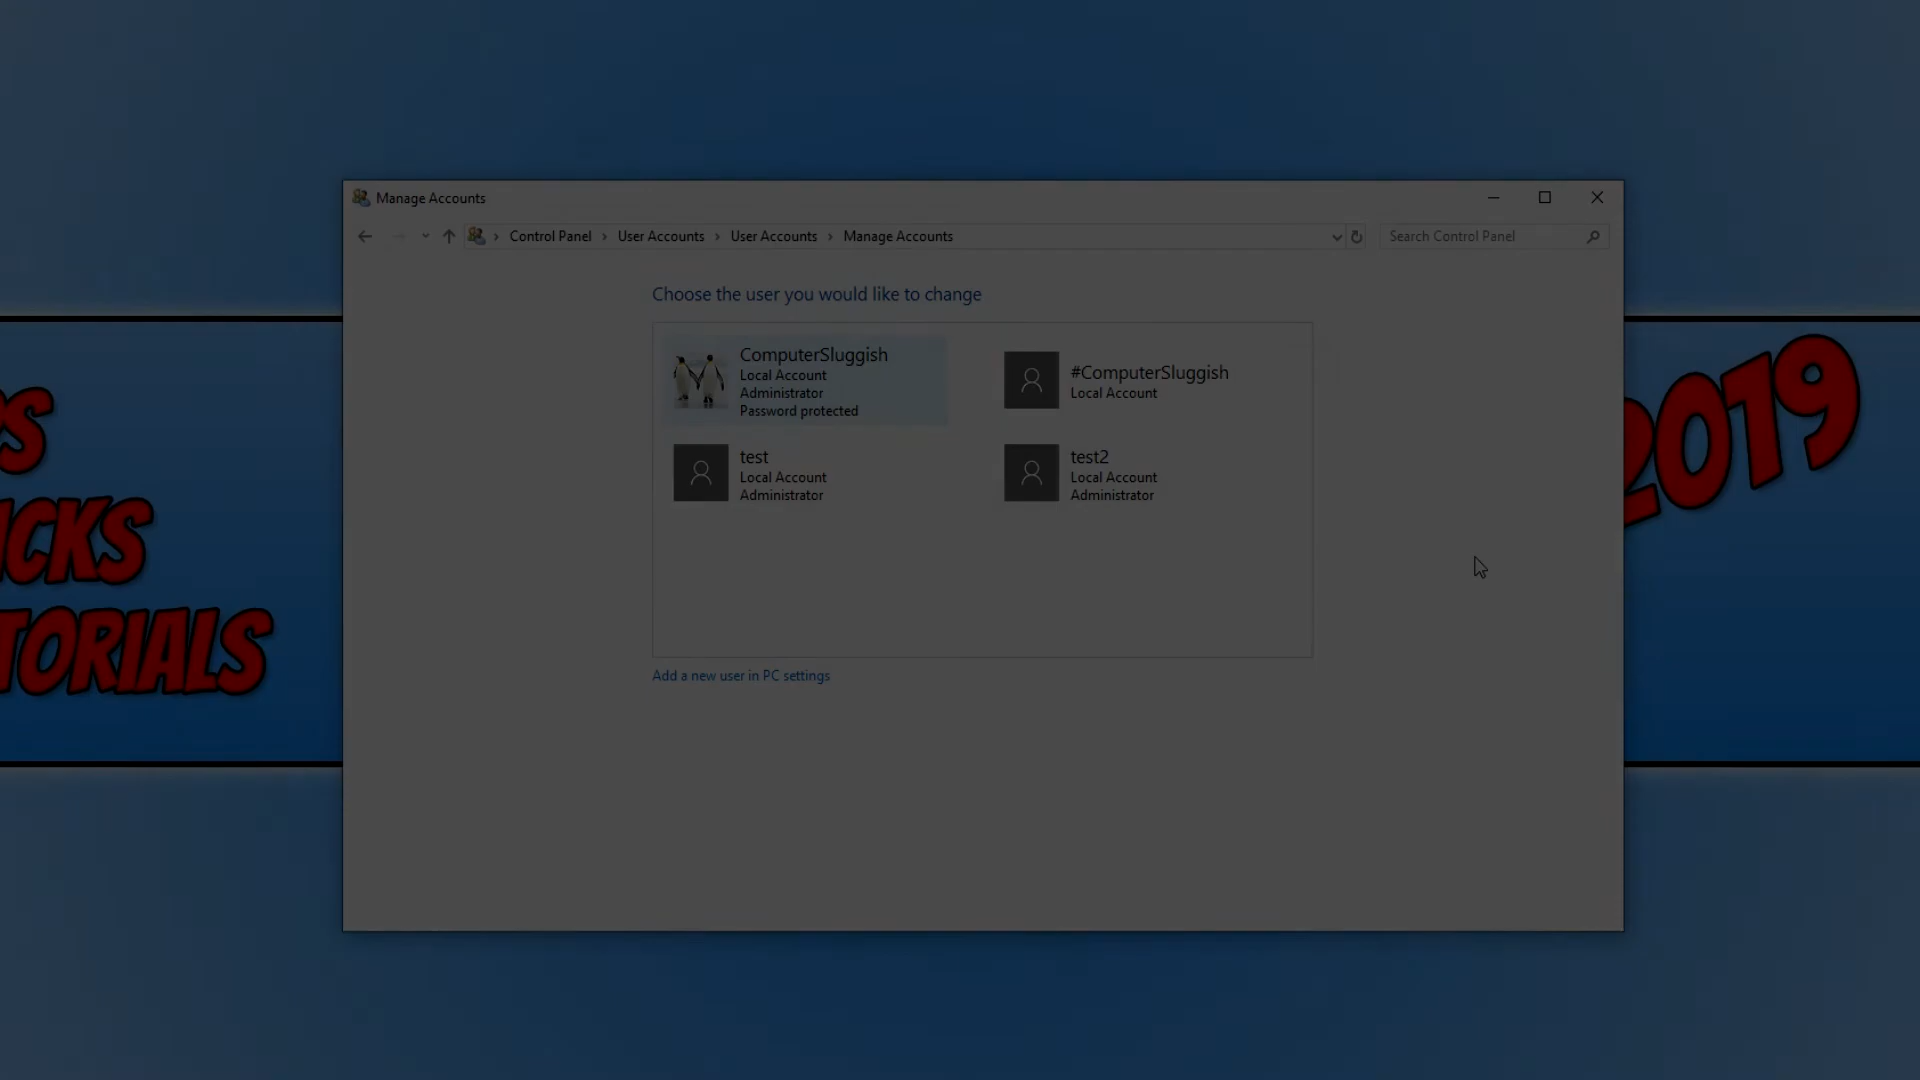 Manage Accounts
Control Panel > User Accounts > User Accounts > Manage Accounts
Search Control Panel
Choose the user you would like to change
ComputerSluggish
Local Account
Administrator
Password protected
#ComputerSluggish
Local Account
test
Local Account
Administrator
test2
Local Account
Administrator
Add a new user in PC settings
PS
ICKS
TORIALS
2019